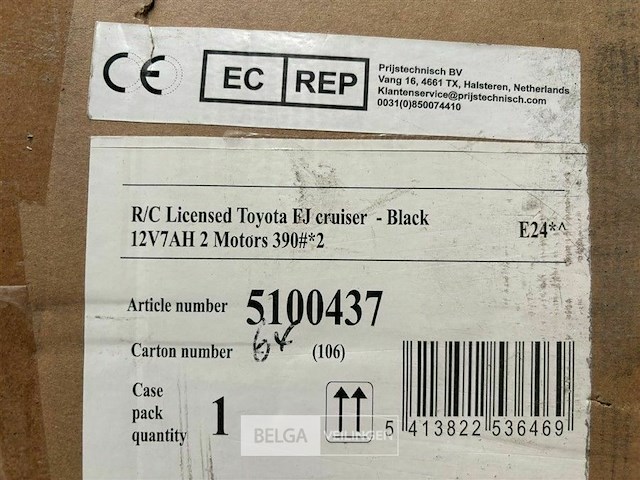 CE EC REP
Prijstechnisch BV
Vang 16, 4661 TX, Halsteren, Netherlands
Klantenservice@prijstechnisch.com
0031(0)850074410
R/C Licensed Toyota FJ cruiser - Black
12V7AH 2 Motors 390#*2 E24*^
Article number 5100437
Carton number 64 (106)
Case
pack
quantity 1
5 413822 536469
BELGA VEILINGEN